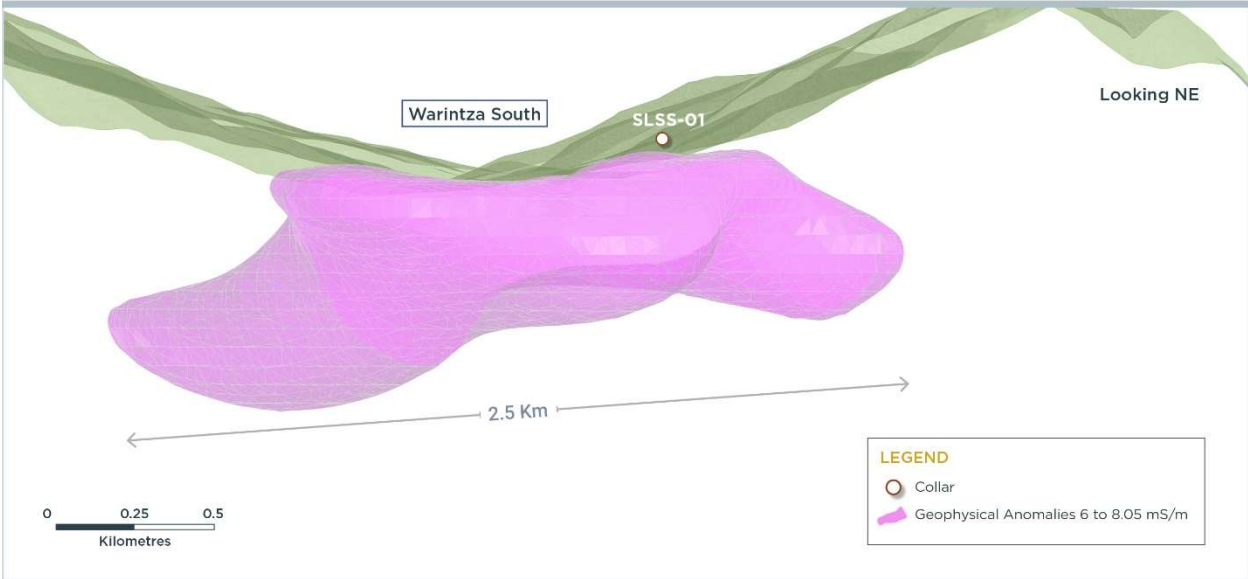 Warintza South
SLSS-01
Looking NE
2.5 Km
LEGEND
Collar
Geophysical Anomalies 6 to 8.05 mS/m
0 0.25 0.5
Kilometres